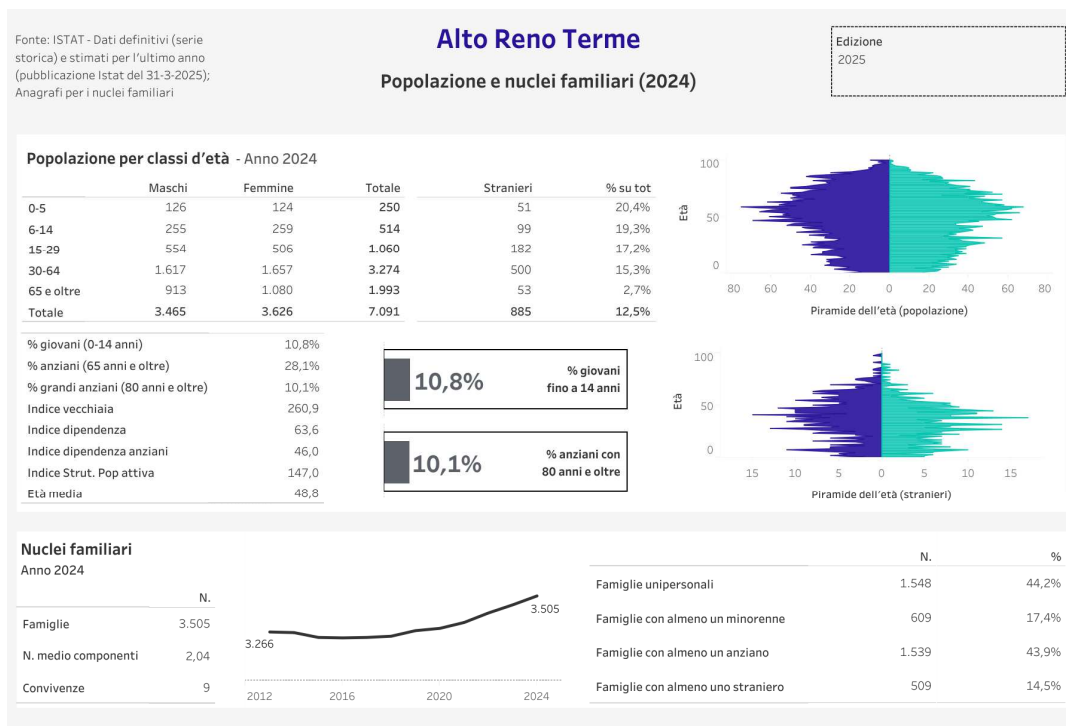 Fonte: ISTAT - Dati definitivi (serie
storica) e stimati per l'ultimo anno
(pubblicazione Istat del 31-3-2025);
Anagrafi per i nuclei familiari
Alto Reno Terme
Popolazione e nuclei familiari (2024)
Edizione
2025
Popolazione per classi d'età - Anno 2024
Maschi Femmine Totale Stranieri % su tot
0-5 126 124 250 51 20,4%
6-14 255 259 514 99 19,3%
15-29 554 506 1.060 182 17,2%
30-64 1.617 1.657 3.274 500 15,3%
65 e oltre 913 1.080 1.993 53 2,7%
Totale 3.465 3.626 7.091 885 12,5%
% giovani (0-14 anni) 10,8%
% anziani (65 anni e oltre) 28,1%
% grandi anziani (80 anni e oltre) 10,1%
Indice vecchiaia 260,9
Indice dipendenza 63,6
Indice dipendenza anziani 46,0
Indice Strut. Pop attiva 147,0
Età media 48,8
10,8%
% giovani
fino a 14 anni
10,1%
% anziani con
80 anni e oltre
100
Età
50
0
80 60 40 20 0 20 40 60 80
Piramide dell'età (popolazione)
100
Età
50
0
15 10 5 0 5 10 15
Piramide dell'età (stranieri)
Nuclei familiari
Anno 2024
N.
Famiglie 3.505
N. medio componenti 2,04
Convivenze 9
3.266
3.505
2012 2016 2020 2024
N. %
Famiglie unipersonali 1.548 44,2%
Famiglie con almeno un minorenne 609 17,4%
Famiglie con almeno un anziano 1.539 43,9%
Famiglie con almeno uno straniero 509 14,5%